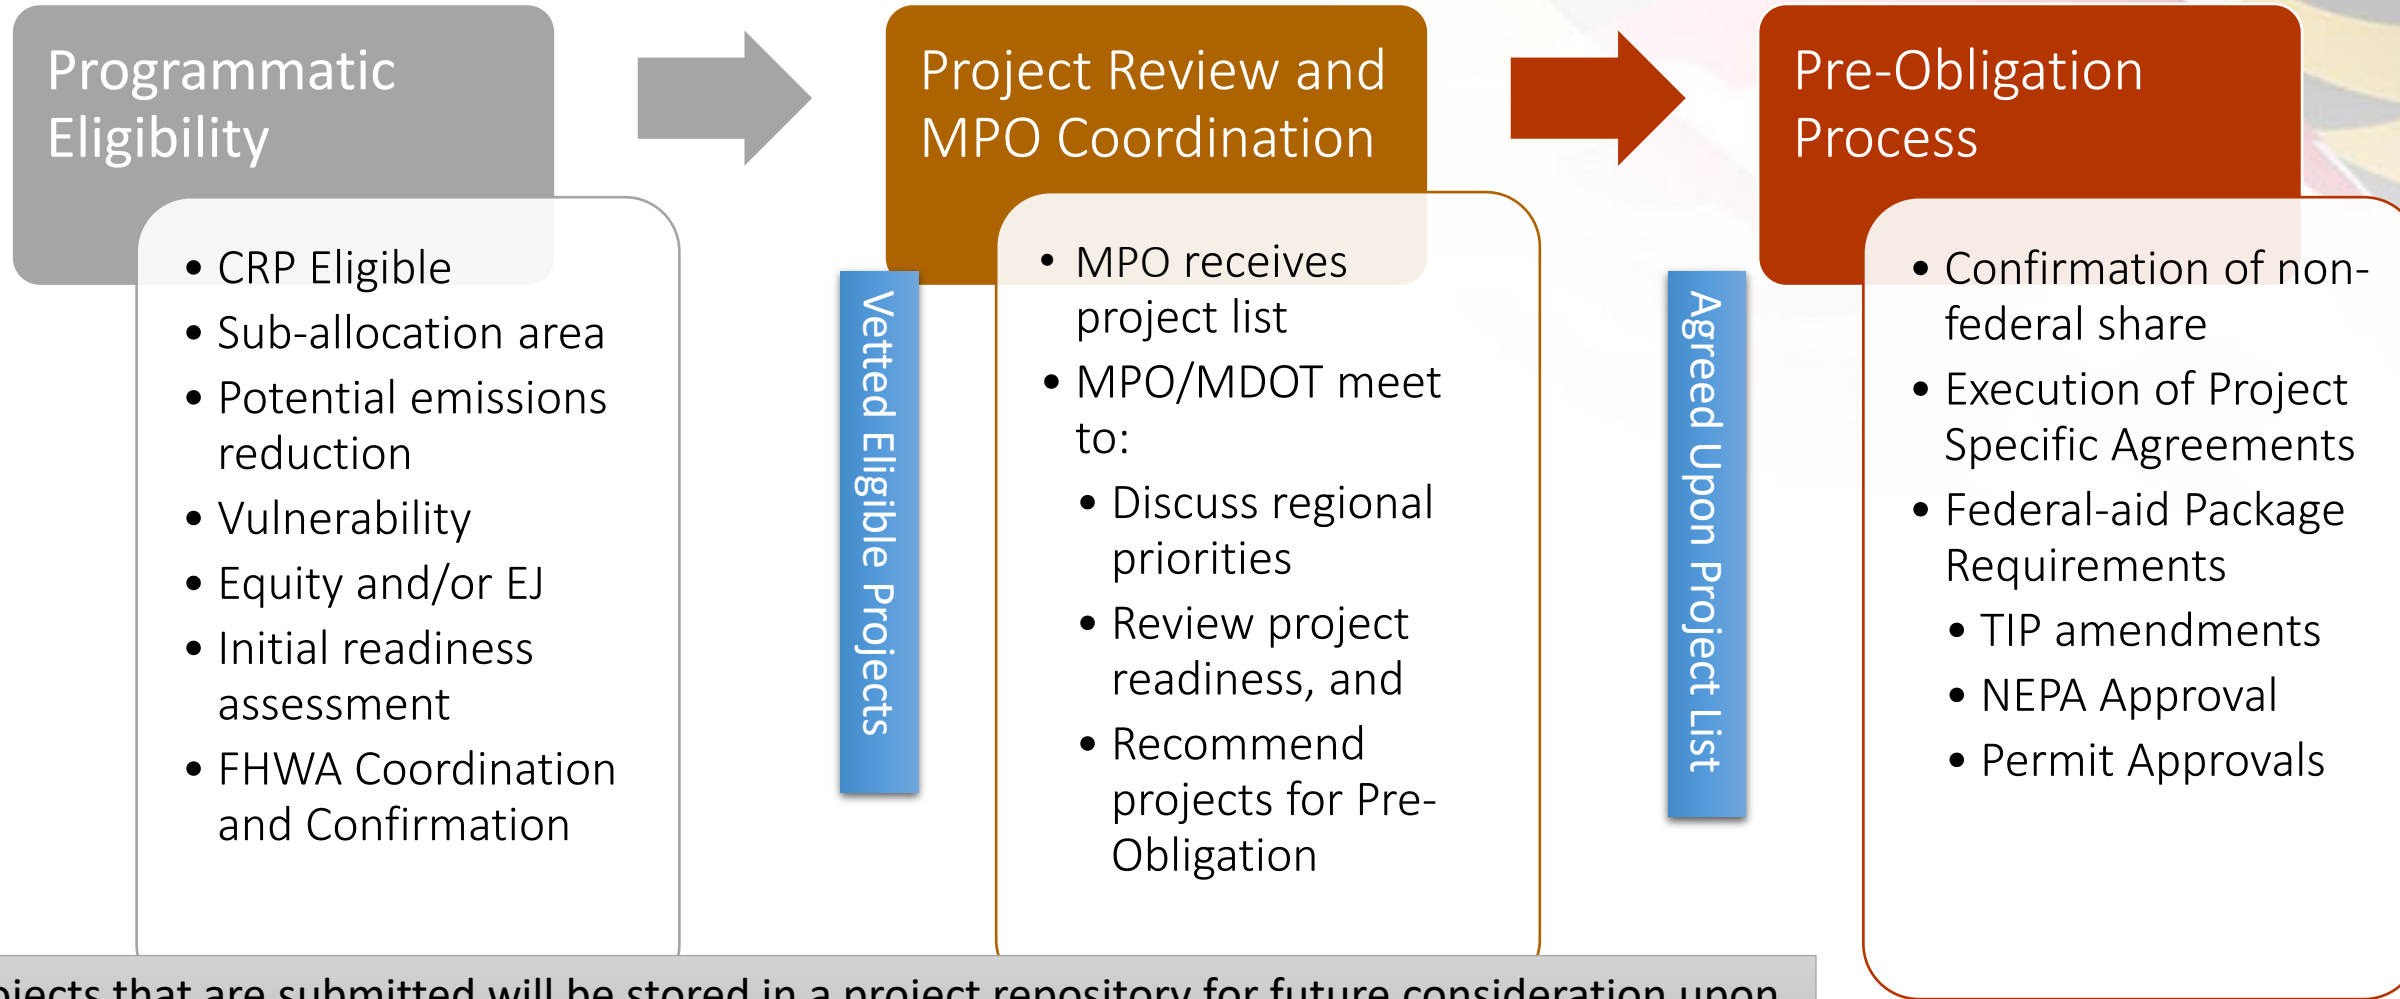 Programmatic
Eligibility
• CRP Eligible
• Sub-allocation area
• Potential emissions
reduction
• Vulnerability
• Equity and/or EJ
• Initial readiness
assessment
• FHWA Coordination
and Confirmation
Vetted Eligible Projects
Project Review and
MPO Coordination
• MPO receives
project list
• MPO/MDOT meet
to:
• Discuss regional
priorities
• Review project
readiness, and
• Recommend
projects for Pre-
Obligation
Agreed Upon Project List
Pre-Obligation
Process
• Confirmation of non-
federal share
• Execution of Project
Specific Agreements
• Federal-aid Package
Requirements
• TIP amendments
• NEPA Approval
• Permit Approvals
that are submitted will be stored in a project repository for future consideration upon